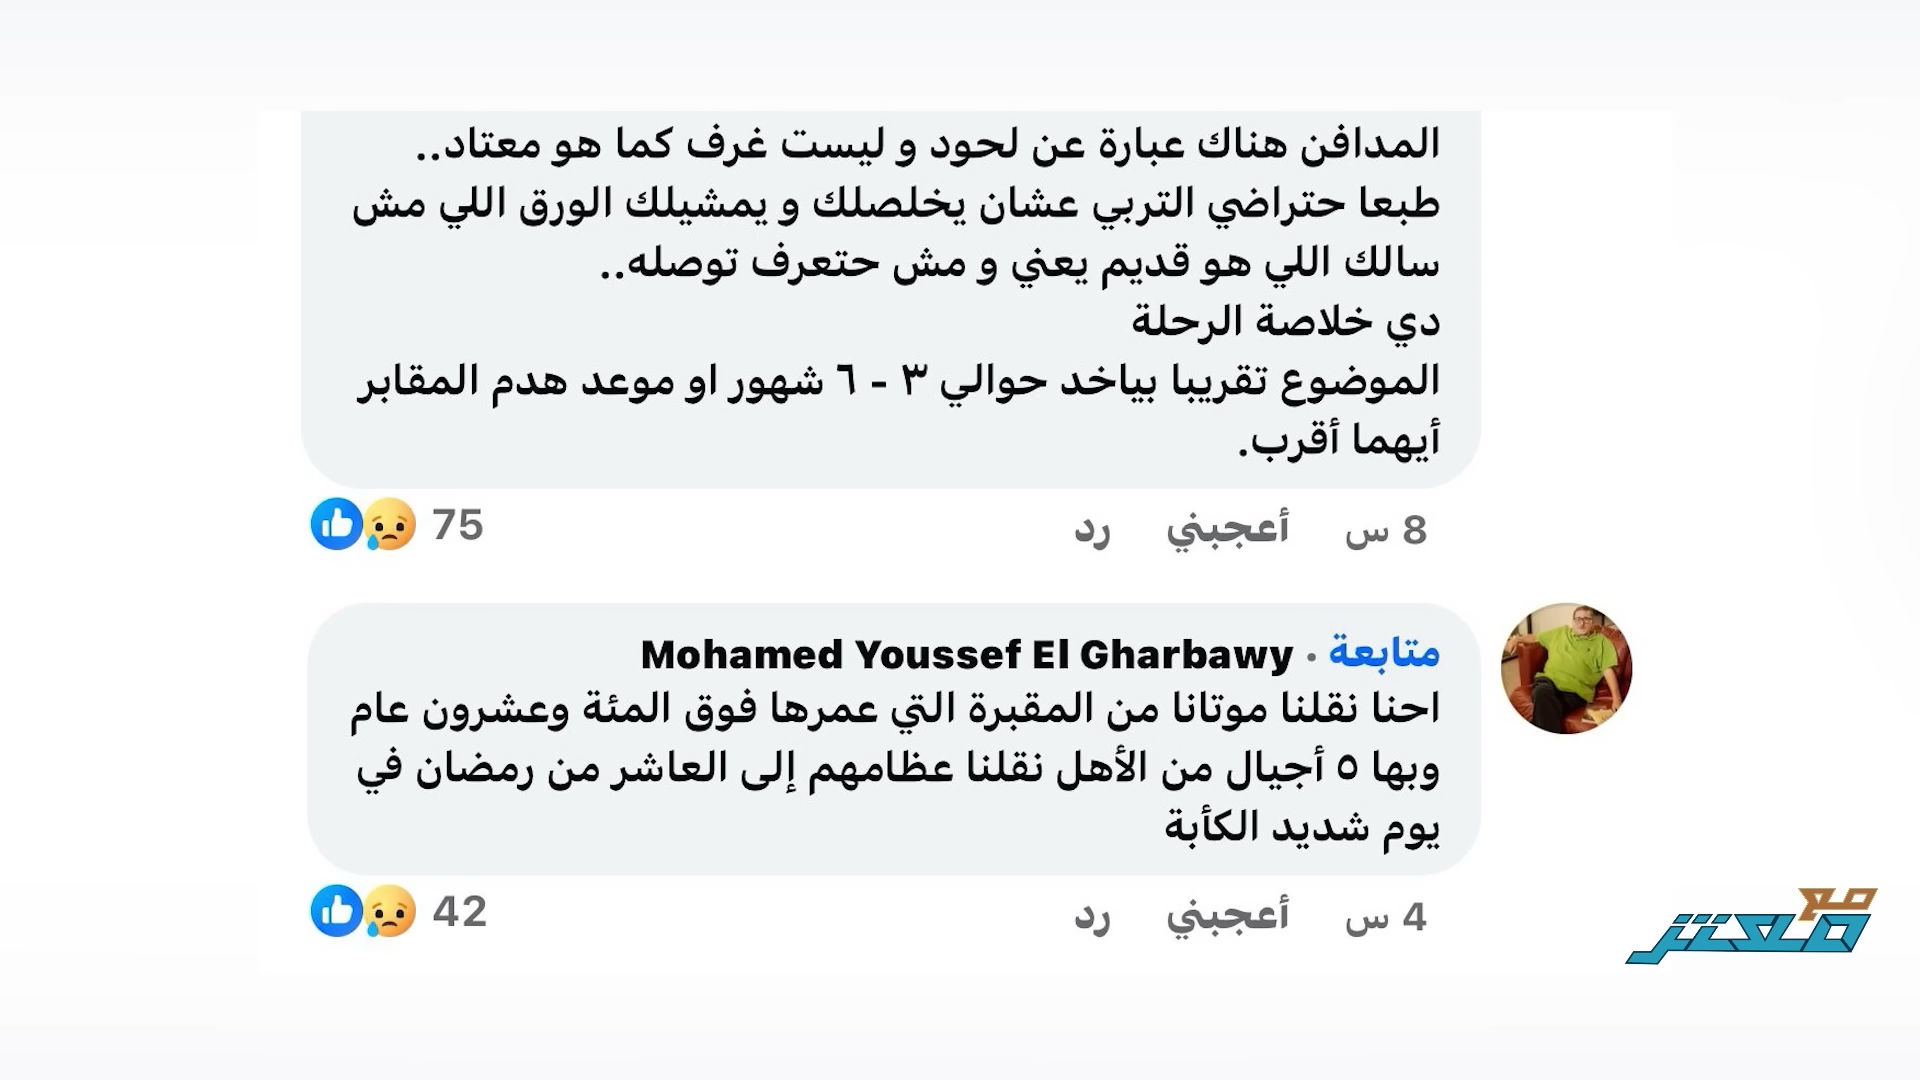 المدافن هناك عبارة عن لحود و ليست غرف كما هو معتاد..
طبعا حتراضي التربي عشان يخلصلك و يمشيلك الورق اللي مش
سالك اللي هو قديم يعني و مش حتعرف توصله..
دي خلاصة الرحلة
الموضوع تقريبا بياخد حوالي ٣ - ٦ شهور او موعد هدم المقابر
أيهما أقرب.
8 س أعجبني رد 75
متابعة · Mohamed Youssef El Gharbawy
احنا نقلنا موتانا من المقبرة التي عمرها فوق المئة وعشرون عام
وبها ٥ أجيال من الأهل نقلنا عظامهم إلى العاشر من رمضان في
يوم شديد الكأبة
4 س أعجبني رد 42
مع
معتز